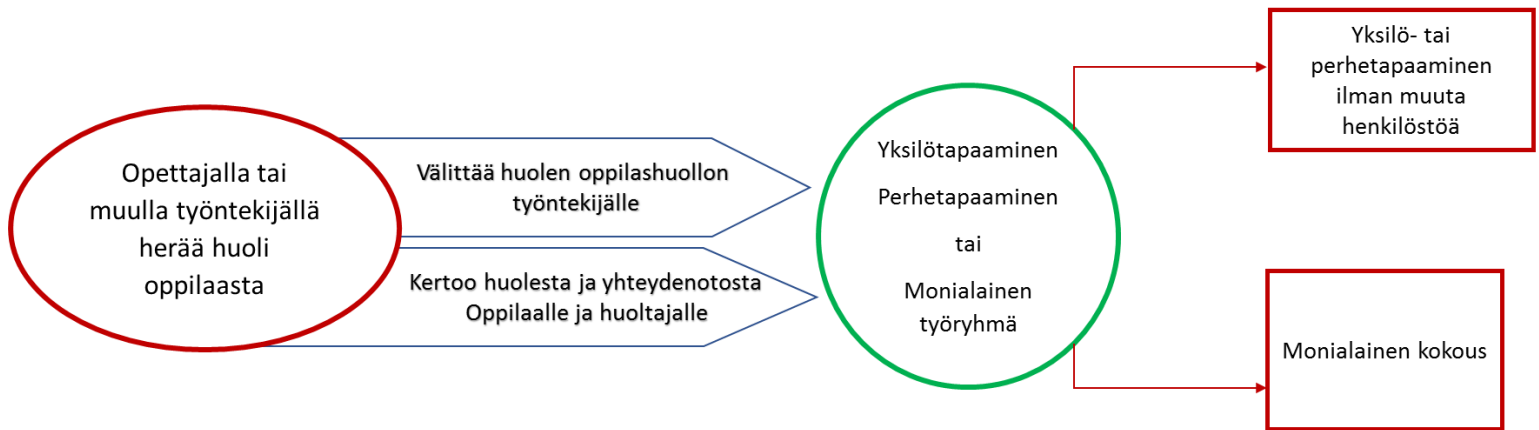 Opettajalla tai
muulla työntekijällä
herää huoli
oppilaasta
Välittää huolen oppilashuollon
työntekijälle
Kertoo huolesta ja yhteydenotosta
Oppilaalle ja huoltajalle
Yksilötapaaminen
Perhetapaaminen
tai
Monialainen
työryhmä
Yksilö- tai
perhetapaaminen
ilman muuta
henkilöstöä
Monialainen kokous